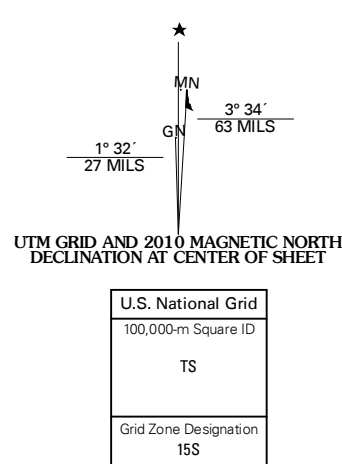 MN
3° 34´
63 MILS
GN
1° 32´
27 MILS
UTM GRID AND 2010 MAGNETIC NORTH
DECLINATION AT CENTER OF SHEET
U.S. National Grid
100,000-m Square ID
TS
Grid Zone Designation
15S